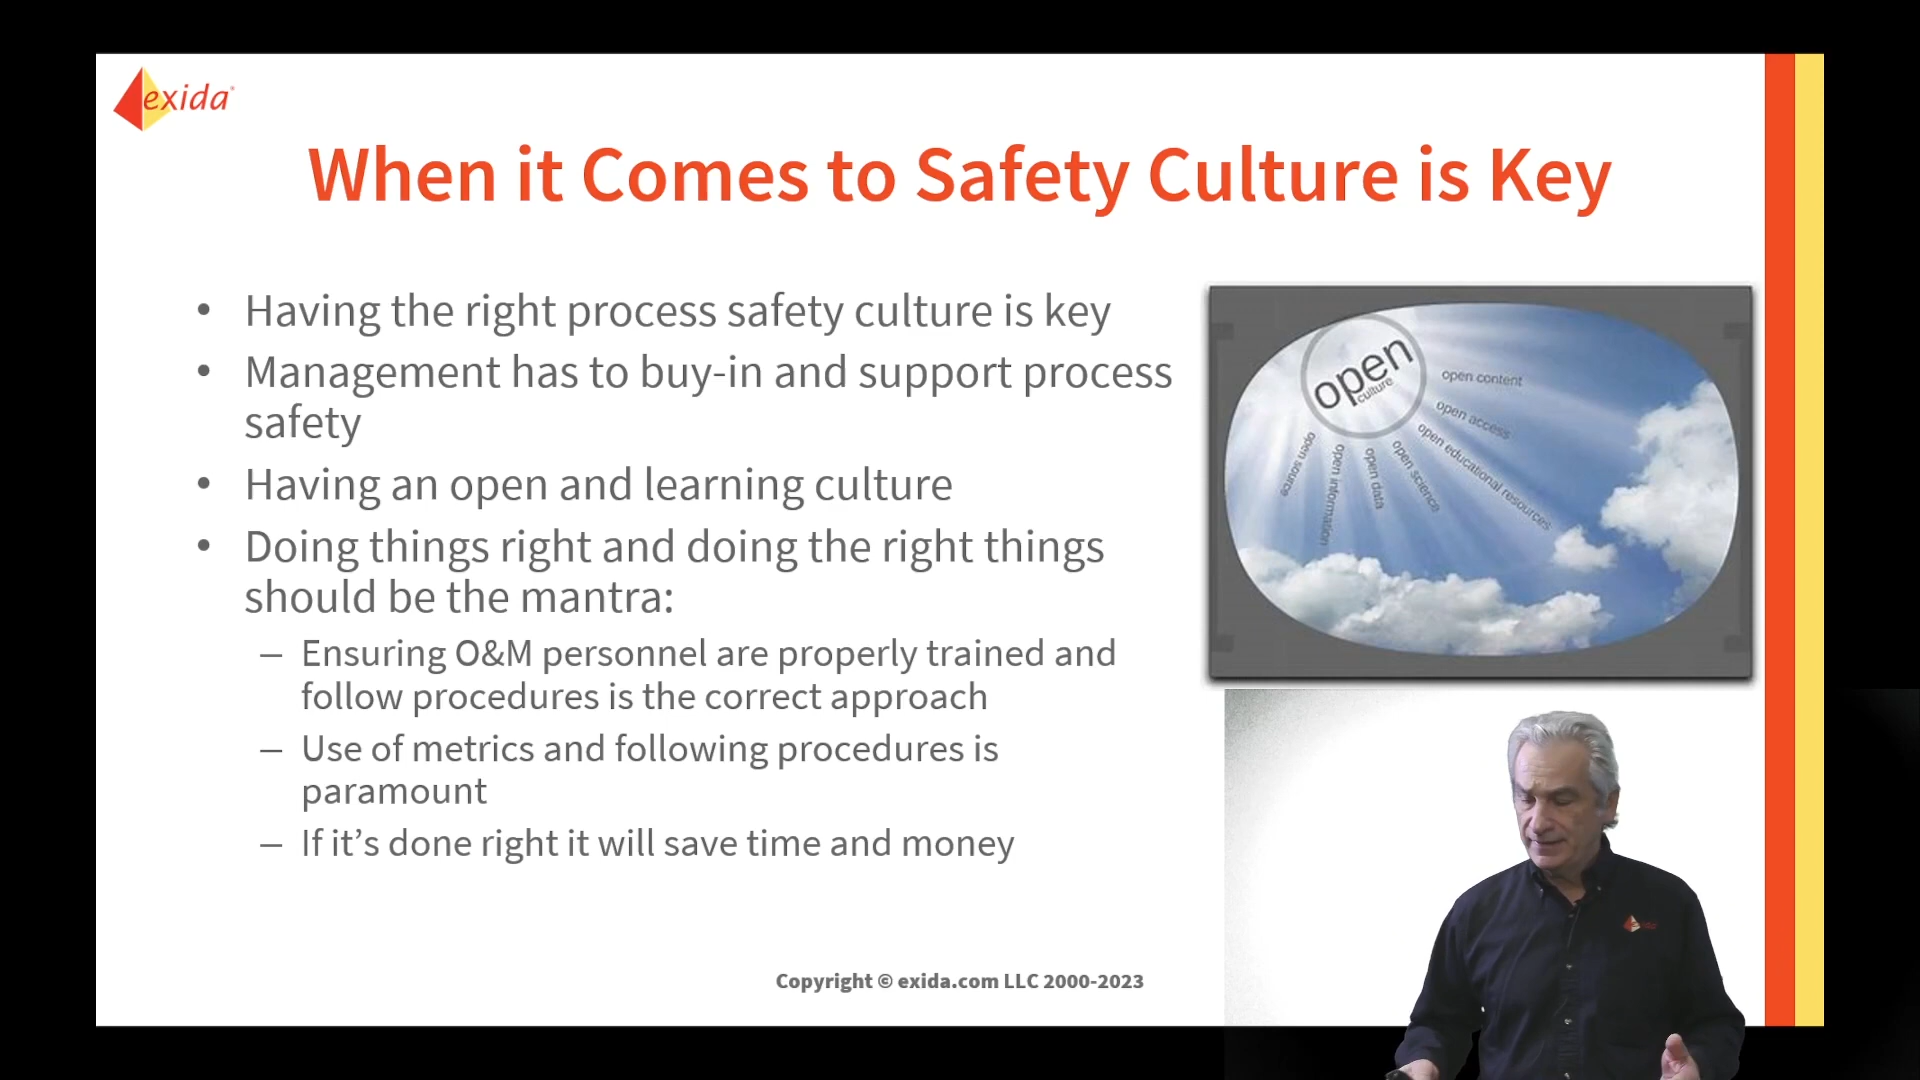 exida
When it Comes to Safety Culture is Key
• Having the right process safety culture is key
• Management has to buy-in and support process
safety
• Having an open and learning culture
• Doing things right and doing the right things
should be the mantra:
– Ensuring O&M personnel are properly trained and
follow procedures is the correct approach
– Use of metrics and following procedures is
paramount
– If it’s done right it will save time and money
open
culture
open content
open access
open educational resources
open science
open data
open information
open source
Copyright © exida.com LLC 2000-2023